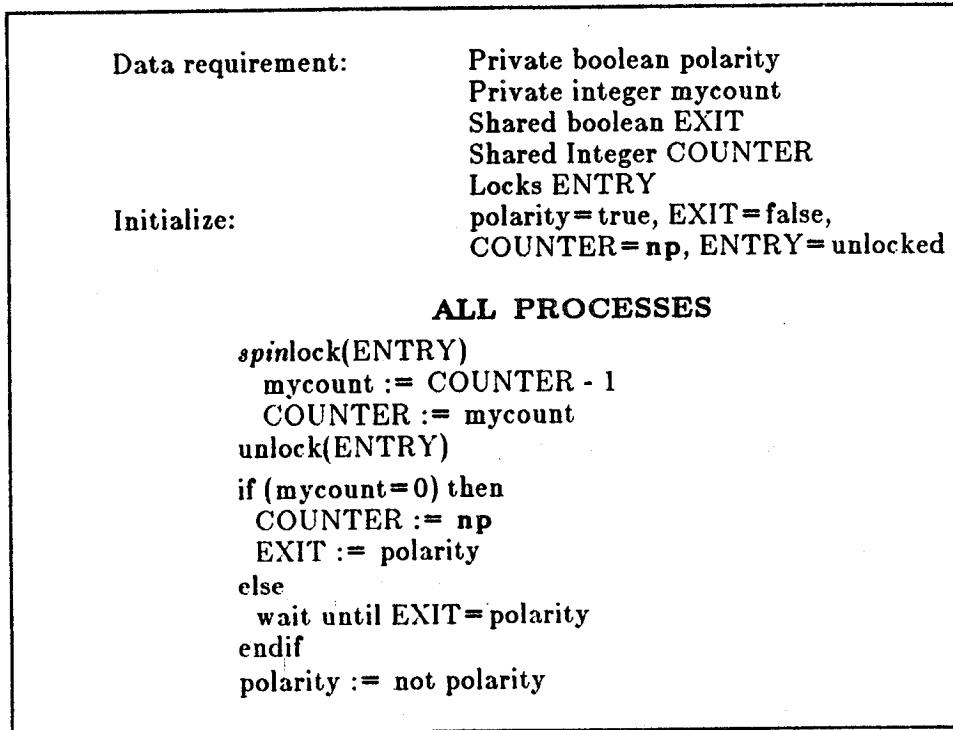 Data requirement: Private boolean polarity
Private integer mycount
Shared boolean EXIT
Shared Integer COUNTER
Locks ENTRY
Initialize: polarity=true, EXIT=false,
COUNTER=np, ENTRY=unlocked
ALL PROCESSES
spinlock(ENTRY)
mycount := COUNTER - 1
COUNTER := mycount
unlock(ENTRY)
if (mycount=0) then
COUNTER := np
EXIT := polarity
else
wait until EXIT=polarity
endif
polarity := not polarity